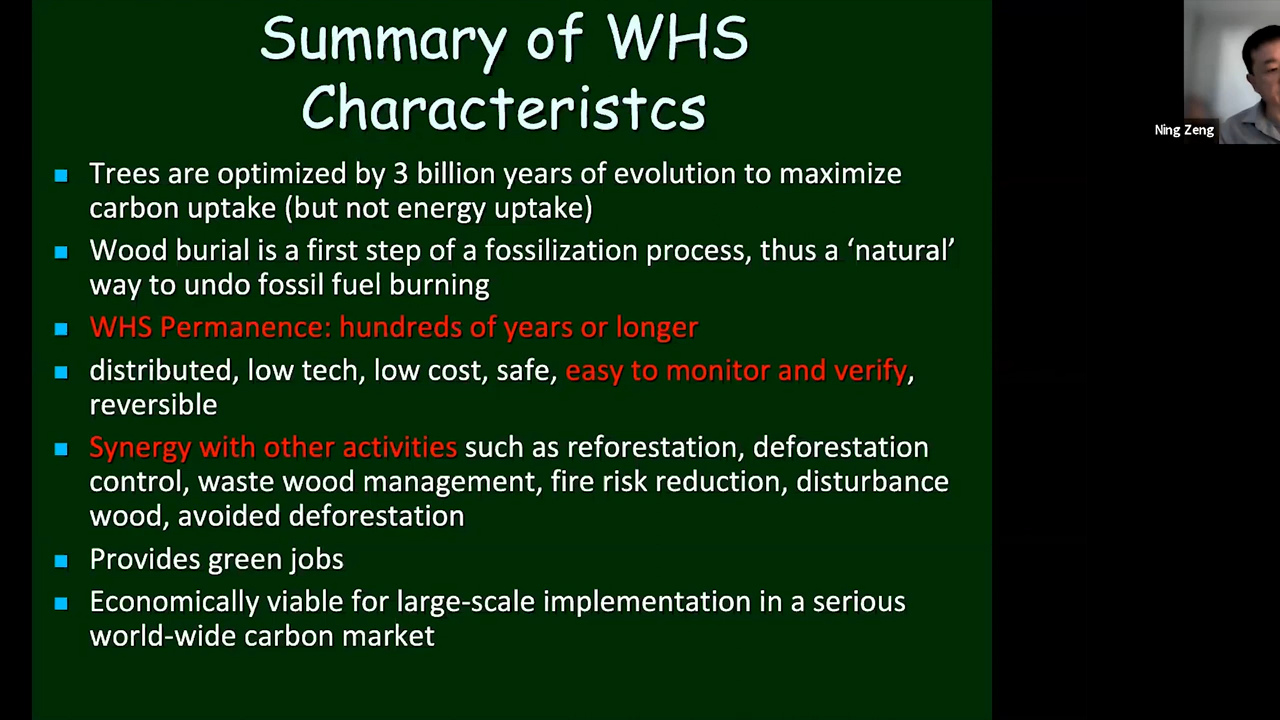 Summary of WHS
Characteristcs
Trees are optimized by 3 billion years of evolution to maximize
carbon uptake (but not energy uptake)
Wood burial is a first step of a fossilization process, thus a ‘natural’
way to undo fossil fuel burning
WHS Permanence: hundreds of years or longer
distributed, low tech, low cost, safe, easy to monitor and verify,
reversible
Synergy with other activities such as reforestation, deforestation
control, waste wood management, fire risk reduction, disturbance
wood, avoided deforestation
Provides green jobs
Economically viable for large-scale implementation in a serious
world-wide carbon market
Ning Zeng